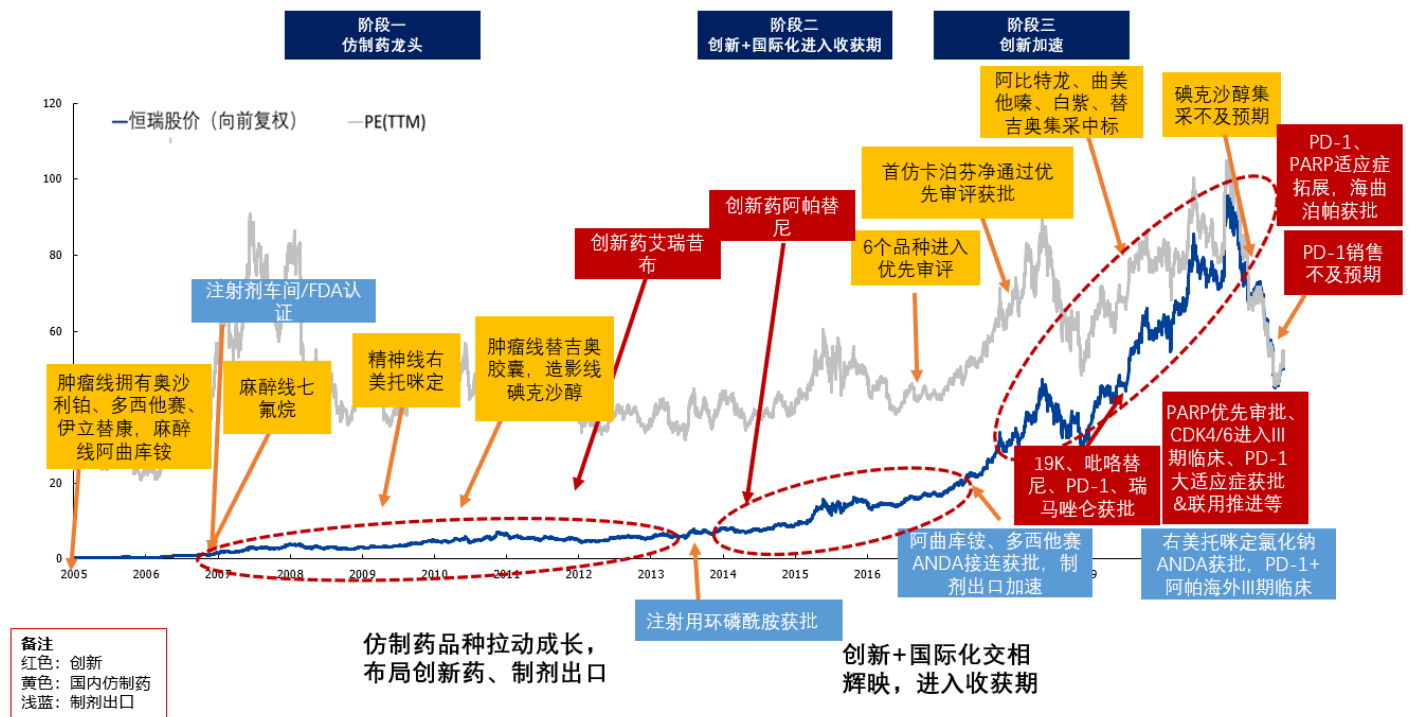 阶段一
仿制药龙头
阶段二
创新+国际化进入收获期
阶段三
创新加速
恒瑞股价（向前复权）
PE(TTM)
120
100
80
60
40
20
0
2005
2006
2007
2008
2009
2010
2011
2012
2013
2014
2015
2016
肿瘤线拥有奥沙
利铂、多西他赛、
伊立替康，麻醉
线阿曲库铵
注射剂车间/FDA认
证
麻醉线七
氟烷
精神线右
美托咪定
肿瘤线替吉奥
胶囊，造影线
碘克沙醇
创新药艾瑞昔
布
创新药阿帕替
尼
6个品种进入
优先审评
首仿卡泊芬净通过优
先审评获批
阿比特龙、曲美
他嗪、白紫、替
吉奥集采中标
碘克沙醇集
采不及预期
PD-1、
PARP适应症
拓展，海曲
泊帕获批
PD-1销售
不及预期
19K、吡咯替
尼、PD-1、瑞
马唑仑获批
PARP优先审批、
CDK4/6进入III
期临床、PD-1
大适应症获批
&联用推进等
注射用环磷酰胺获批
阿曲库铵、多西他赛
ANDA接连获批，制
剂出口加速
右美托咪定氯化钠
ANDA获批，PD-1+
阿帕海外III期临床
仿制药品种拉动成长，
布局创新药、制剂出口
创新+国际化交相
辉映，进入收获期
备注
红色：创新
黄色：国内仿制药
浅蓝：制剂出口